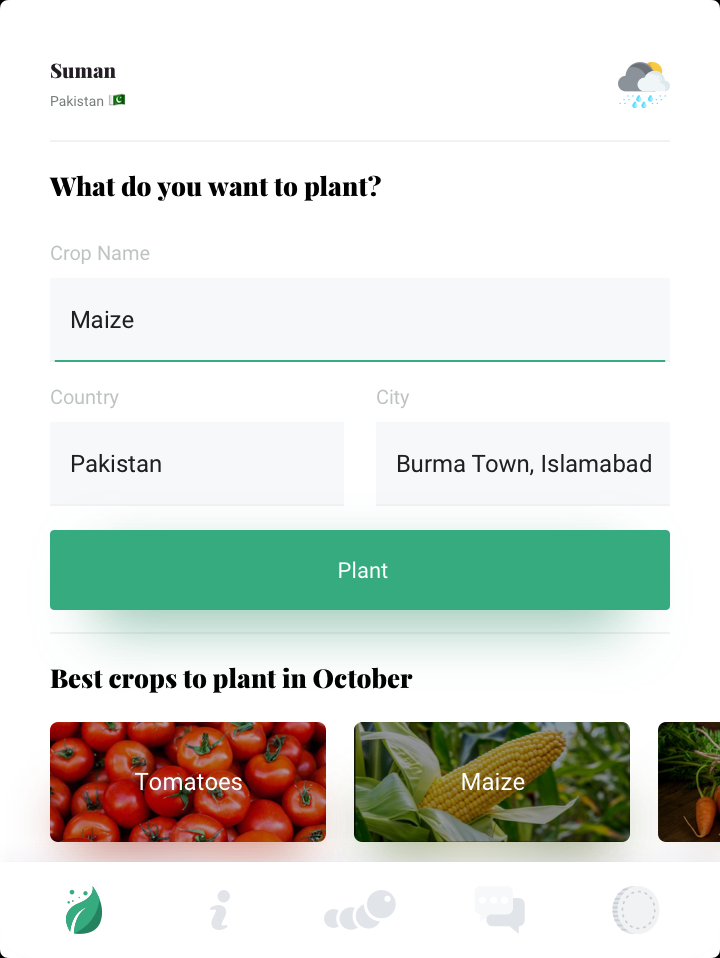 Suman
Pakistan 🇵🇰
What do you want to plant?
Crop Name
Maize
Country
City
Pakistan
Burma Town, Islamabad
Plant
Best crops to plant in October
Tomatoes
Maize